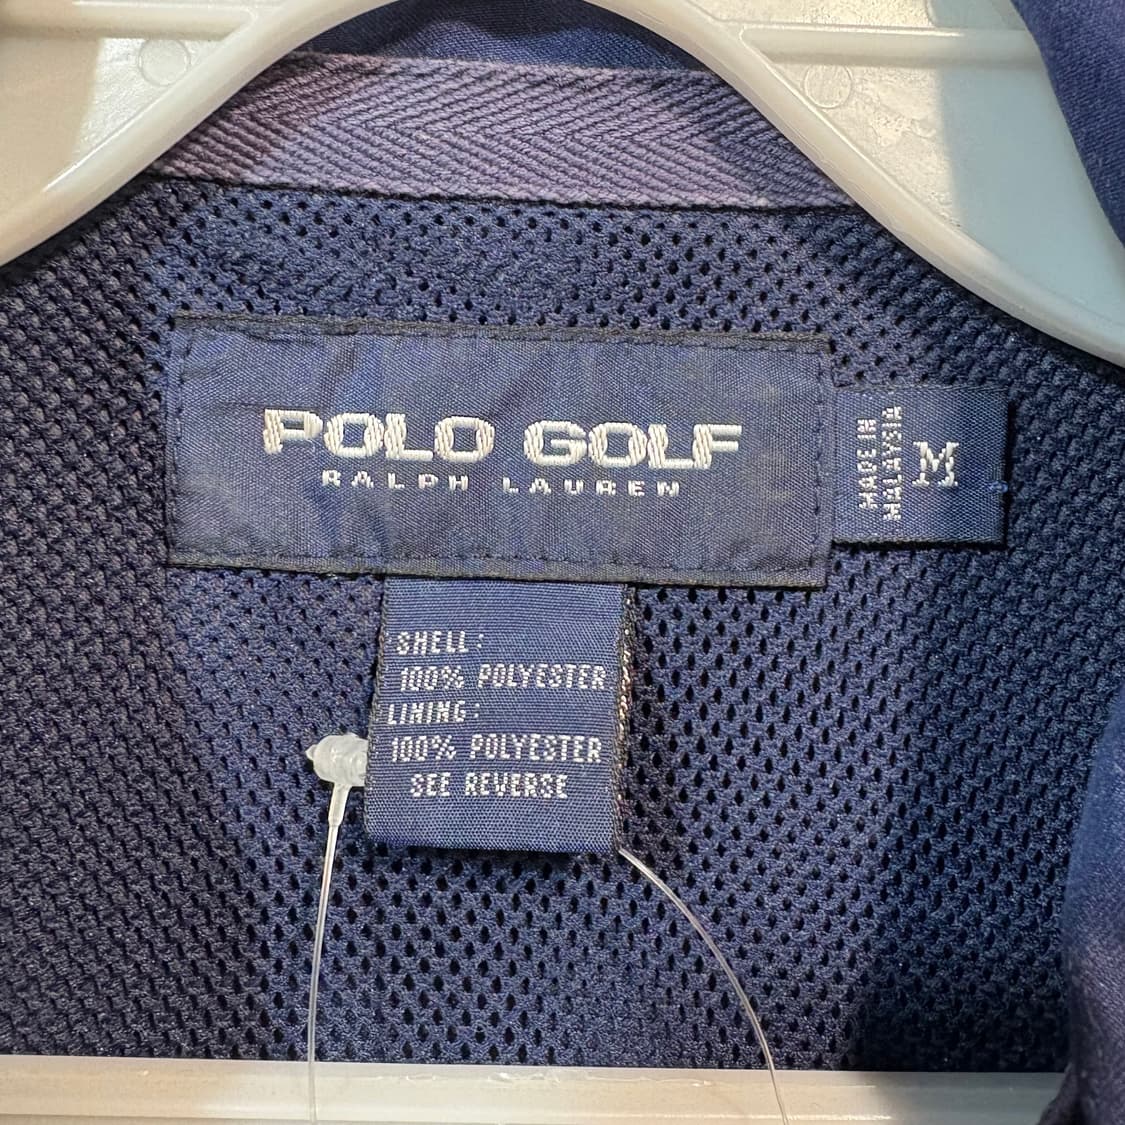 POLO GOLF
RALPH LAUREN
MADE IN
MALAYSIA
M
SHELL:
100% POLYESTER
LINING:
100% POLYESTER
SEE REVERSE